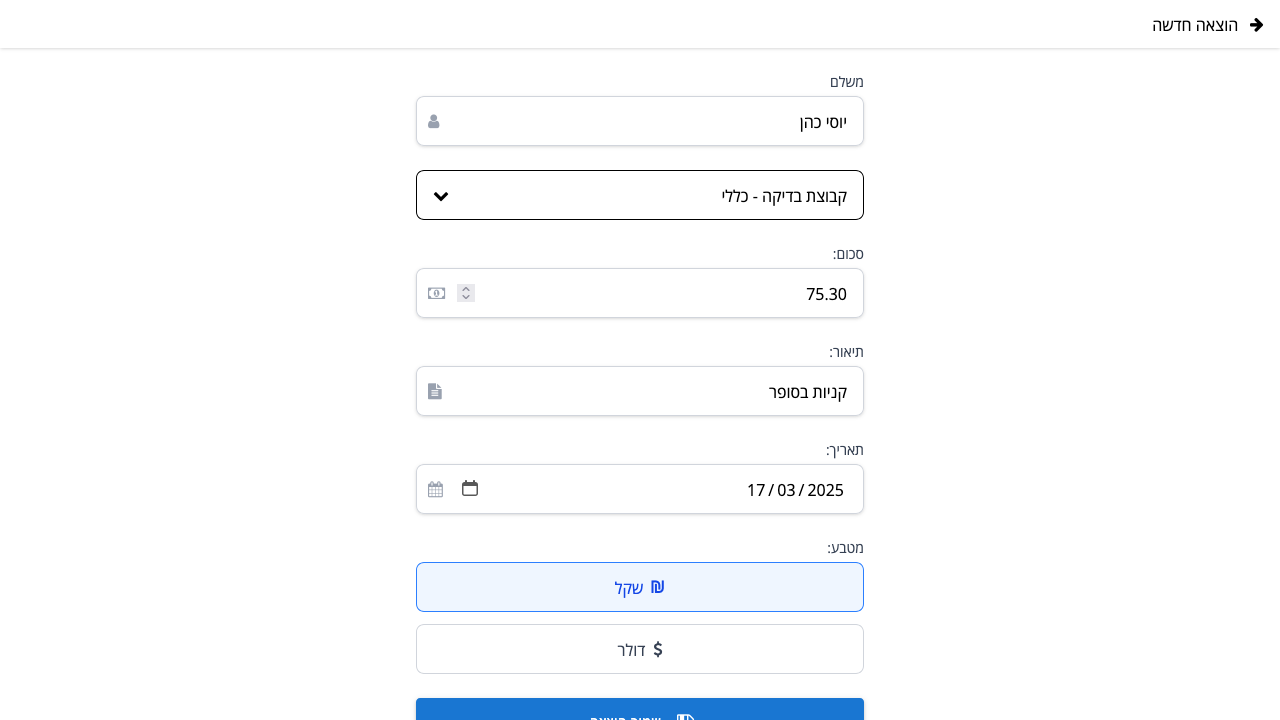 הוצאה חדשה
משלם
יוסי כהן
קבוצת בדיקה - כללי
סכום:
75.30
תיאור:
קניות בסופר
תאריך:
17 / 03 / 2025
מטבע:
₪ שקל
$ דולר